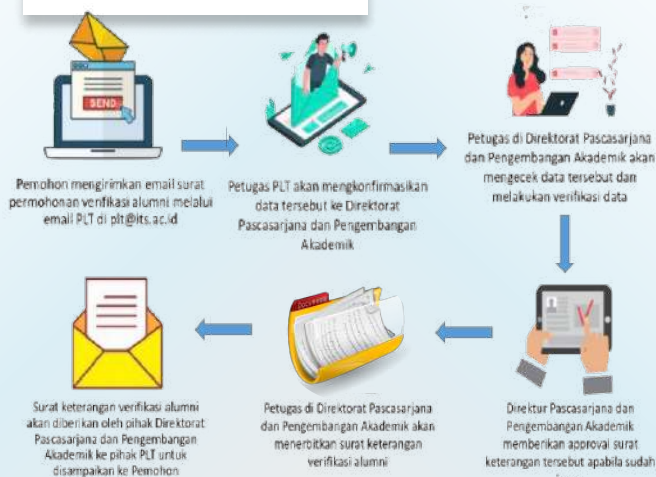 SEND
Pemohon mengirimkan email surat
permohonan verifikasi alumni melalui
email PLT di plt@its.ac.id
Petugas PLT akan mengkonfirmasikan
data tersebut ke Direktorat
Pascasarjana dan Pengembangan
Akademik
Petugas di Direktorat Pascasarjana
dan Pengembangan Akademik akan
mengecek data tersebut dan
melakukan verifikasi data
Surat keterangan verifikasi alumni
akan diberikan oleh pihak Direktorat
Pascasarjana dan Pengembangan
Akademik ke pihak PLT untuk
disampaikan ke Pemohon
Documents
Petugas di Direktorat Pascasarjana
dan Pengembangan Akademik akan
menerbitkan surat keterangan
verifikasi alumni
Direktur Pascasarjana dan
Pengembangan Akademik
memberikan approval surat
keterangan tersebut apabila sudah